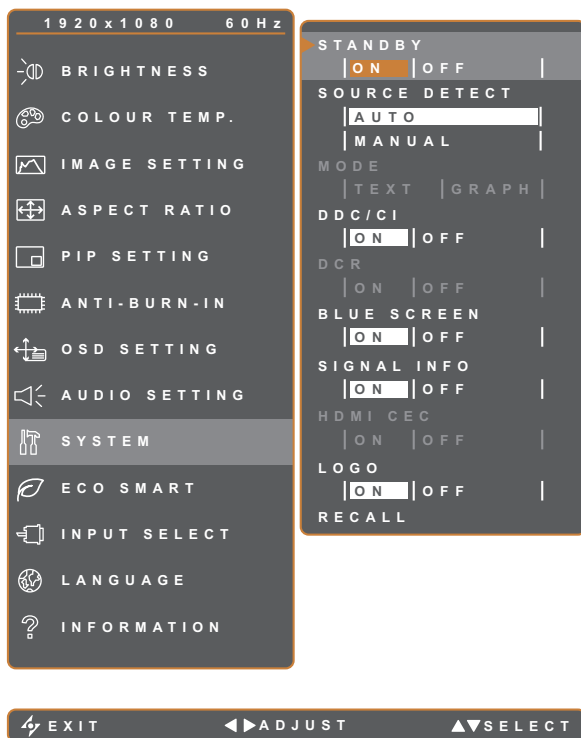 1920x1080 60Hz
BRIGHTNESS
COLOUR TEMP.
IMAGE SETTING
ASPECT RATIO
PIP SETTING
ANTI-BURN-IN
OSD SETTING
AUDIO SETTING
SYSTEM
ECO SMART
INPUT SELECT
LANGUAGE
INFORMATION
STANDBY
ON OFF
SOURCE DETECT
AUTO
MANUAL
MODE
TEXT GRAPH
DDC/CI
ON OFF
DCR
ON OFF
BLUE SCREEN
ON OFF
SIGNAL INFO
ON OFF
HDMI CEC
ON OFF
LOGO
ON OFF
RECALL
EXIT ADJUST SELECT